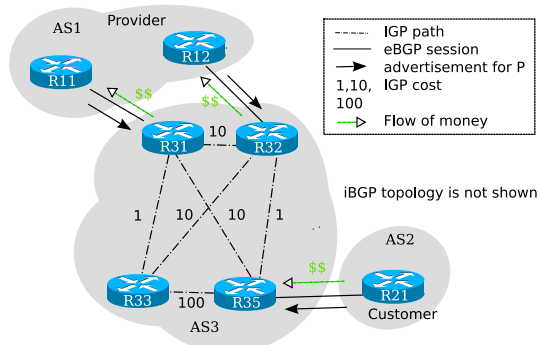 AS1
Provider
R11
R12
$$
$$
R31
10
R32
1
10
10
1
R33
100
R35
AS3
$$
AS2
R21
Customer
iBGP topology is not shown
IGP path
eBGP session
advertisement for P
1,10, IGP cost
100
Flow of money